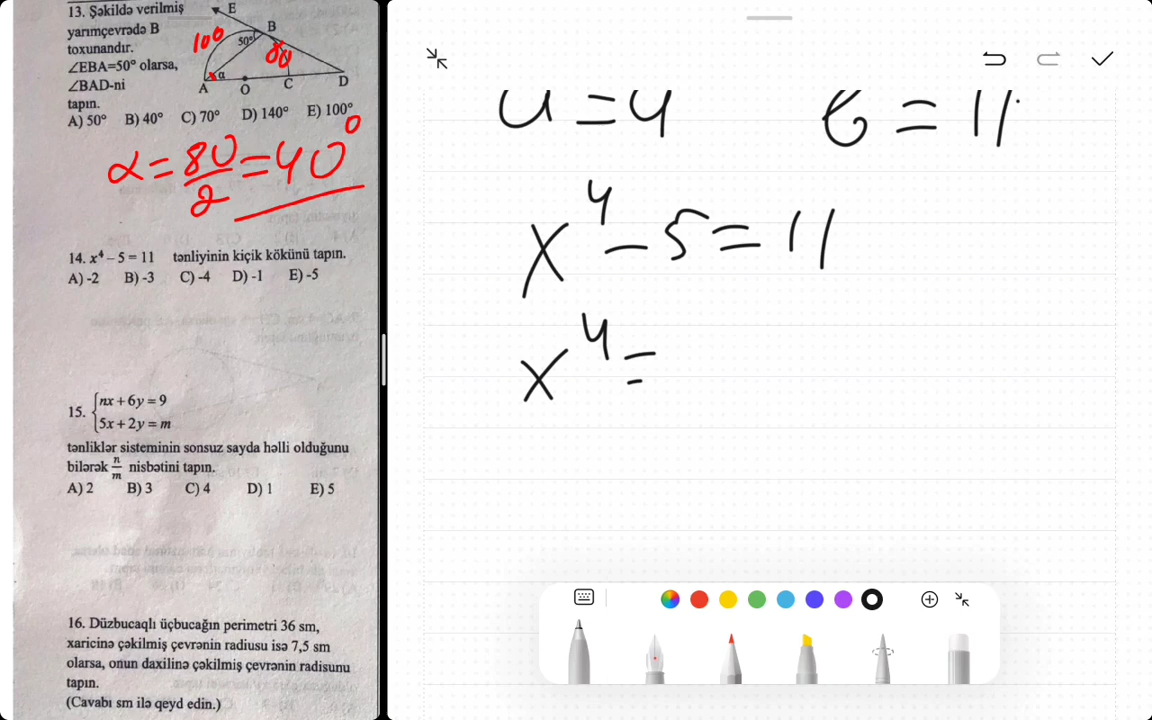 13. Şəkildə verilmiş
yarımçevrədə B
toxunandır.
∠EBA=50° olarsa,
∠BAD-ni
tapın.
E
B
50°
100
80
α
A
O
C
D
A) 50° B) 40° C) 70° D) 140° E) 100°
α = 80/2 = 40°
14. x⁴ – 5 = 11 tənliyinin kiçik kökünü tapın.
A) -2 B) -3 C) -4 D) -1 E) -5
15. { nx + 6y = 9
5x + 2y = m
tənliklər sisteminin sonsuz sayda həlli olduğunu
bilərək n/m nisbətini tapın.
A) 2 B) 3 C) 4 D) 1 E) 5
16. Düzbucaqlı üçbucağın perimetri 36 sm,
xaricinə çəkilmiş çevrənin radiusu isə 7,5 sm
olarsa, onun daxilinə çəkilmiş çevrənin radisunu
tapın.
(Cavabı sm ilə qeyd edin.)
= 4 = 11
x⁴ – 5 = 11
x⁴ =